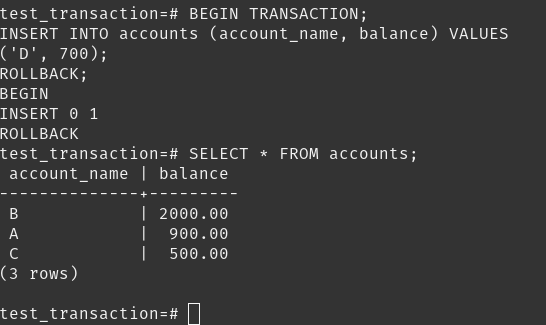 test_transaction=# BEGIN TRANSACTION;
INSERT INTO accounts (account_name, balance) VALUES
('D', 700);
ROLLBACK;
BEGIN
INSERT 0 1
ROLLBACK
test_transaction=# SELECT * FROM accounts;
 account_name | balance
--------------+---------
 B            | 2000.00
 A            |  900.00
 C            |  500.00
(3 rows)

test_transaction=#